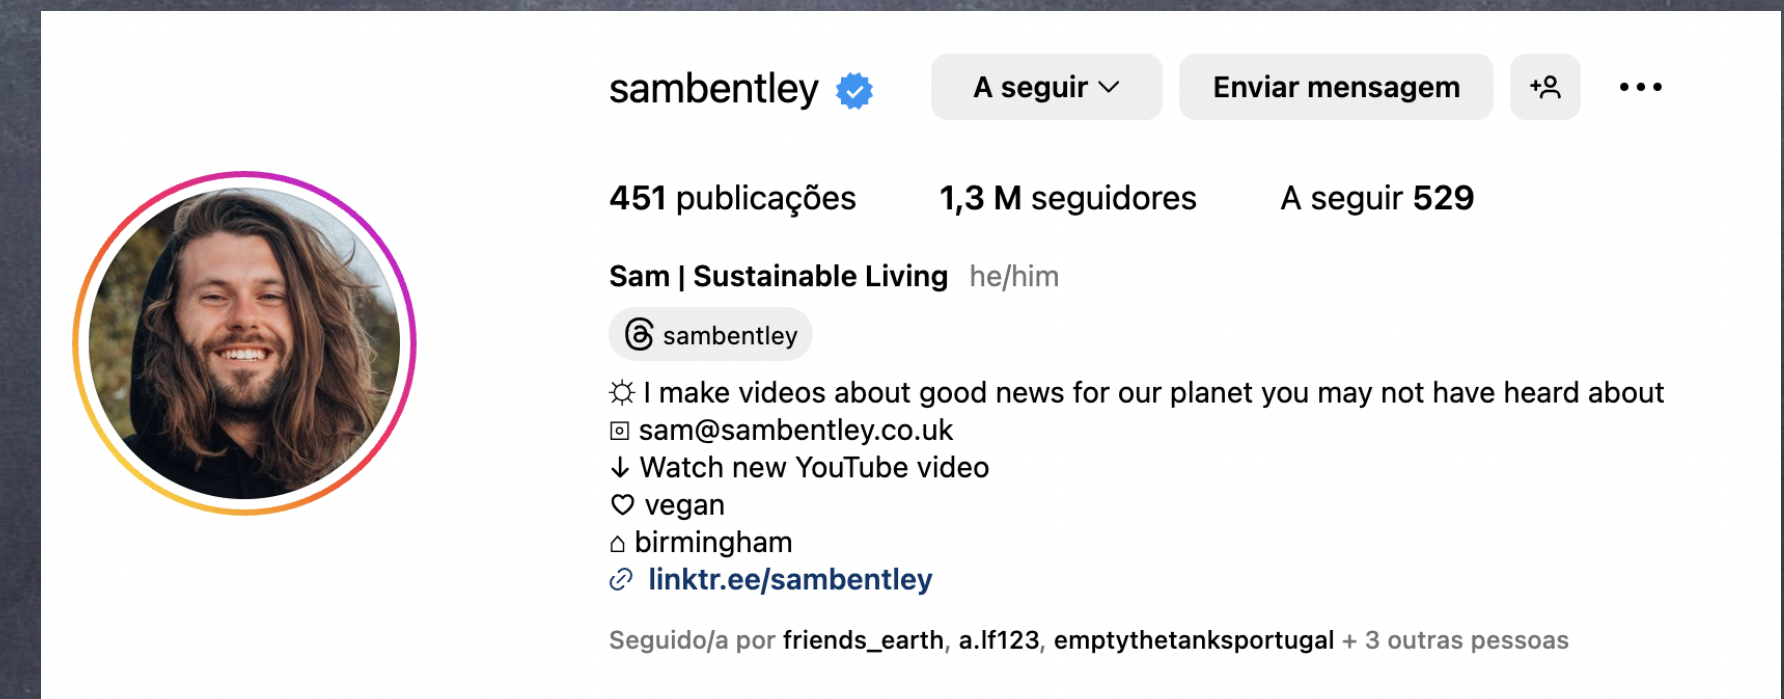 sambentley A seguir Enviar mensagem
451 publicações 1,3 M seguidores A seguir 529
Sam | Sustainable Living he/him
sambentley
☼ I make videos about good news for our planet you may not have heard about
sam@sambentley.co.uk
↓ Watch new YouTube video
♡ vegan
⌂ birmingham
linktr.ee/sambentley
Seguido/a por friends_earth, a.lf123, emptythetanksportugal + 3 outras pessoas